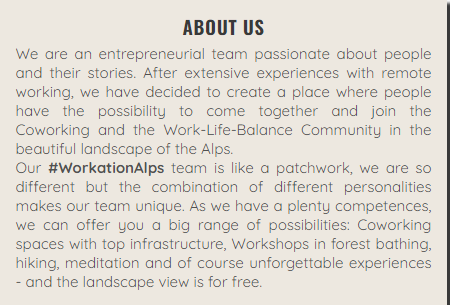 ABOUT US
We are an entrepreneurial team passionate about people
and their stories. After extensive experiences with remote
working, we have decided to create a place where people
have the possibility to come together and join the
Coworking and the Work-Life-Balance Community in the
beautiful landscape of the Alps.
Our #WorkationAlps team is like a patchwork, we are so
different but the combination of different personalities
makes our team unique. As we have a plenty competences,
we can offer you a big range of possibilities: Coworking
spaces with top infrastructure, Workshops in forest bathing,
hiking, meditation and of course unforgettable experiences
- and the landscape view is for free.